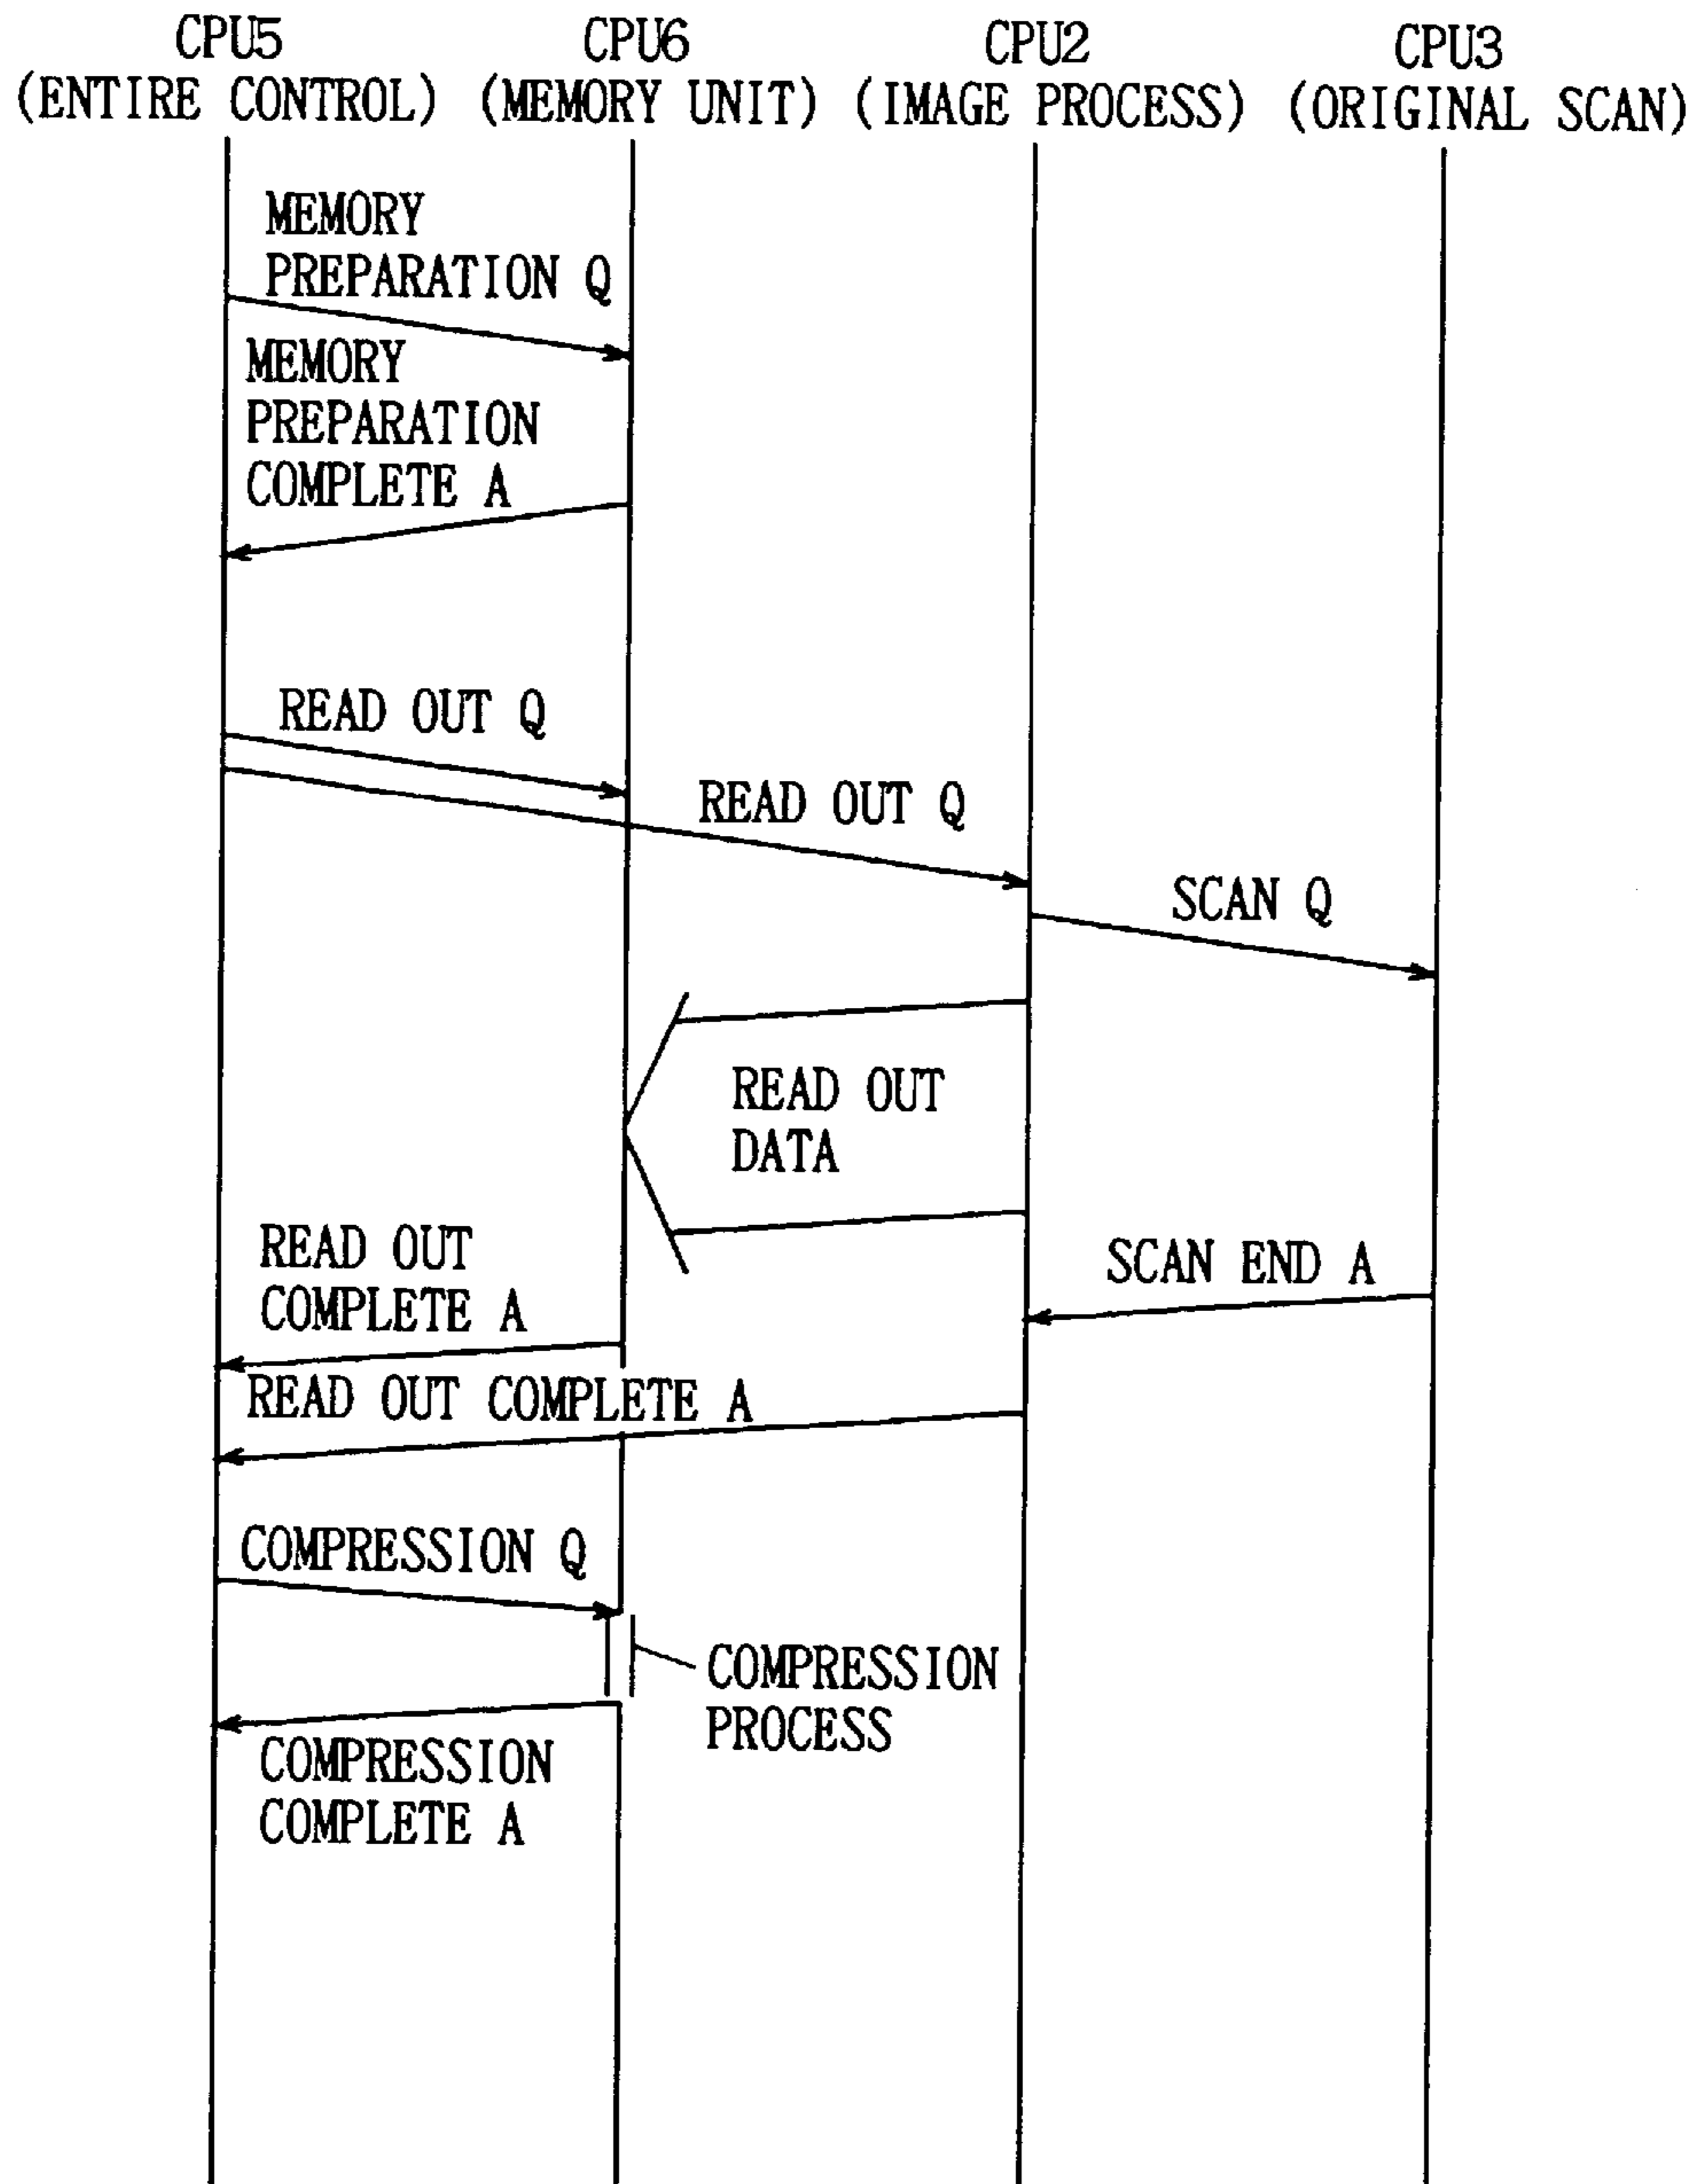 CPU5 CPU6 CPU2 CPU3
(ENTIRE CONTROL) (MEMORY UNIT) (IMAGE PROCESS) (ORIGINAL SCAN)
MEMORY
PREPARATION Q
MEMORY
PREPARATION
COMPLETE A
READ OUT Q
READ OUT Q
SCAN Q
READ OUT
DATA
READ OUT
COMPLETE A
SCAN END A
READ OUT COMPLETE A
COMPRESSION Q
COMPRESSION
PROCESS
COMPRESSION
COMPLETE A